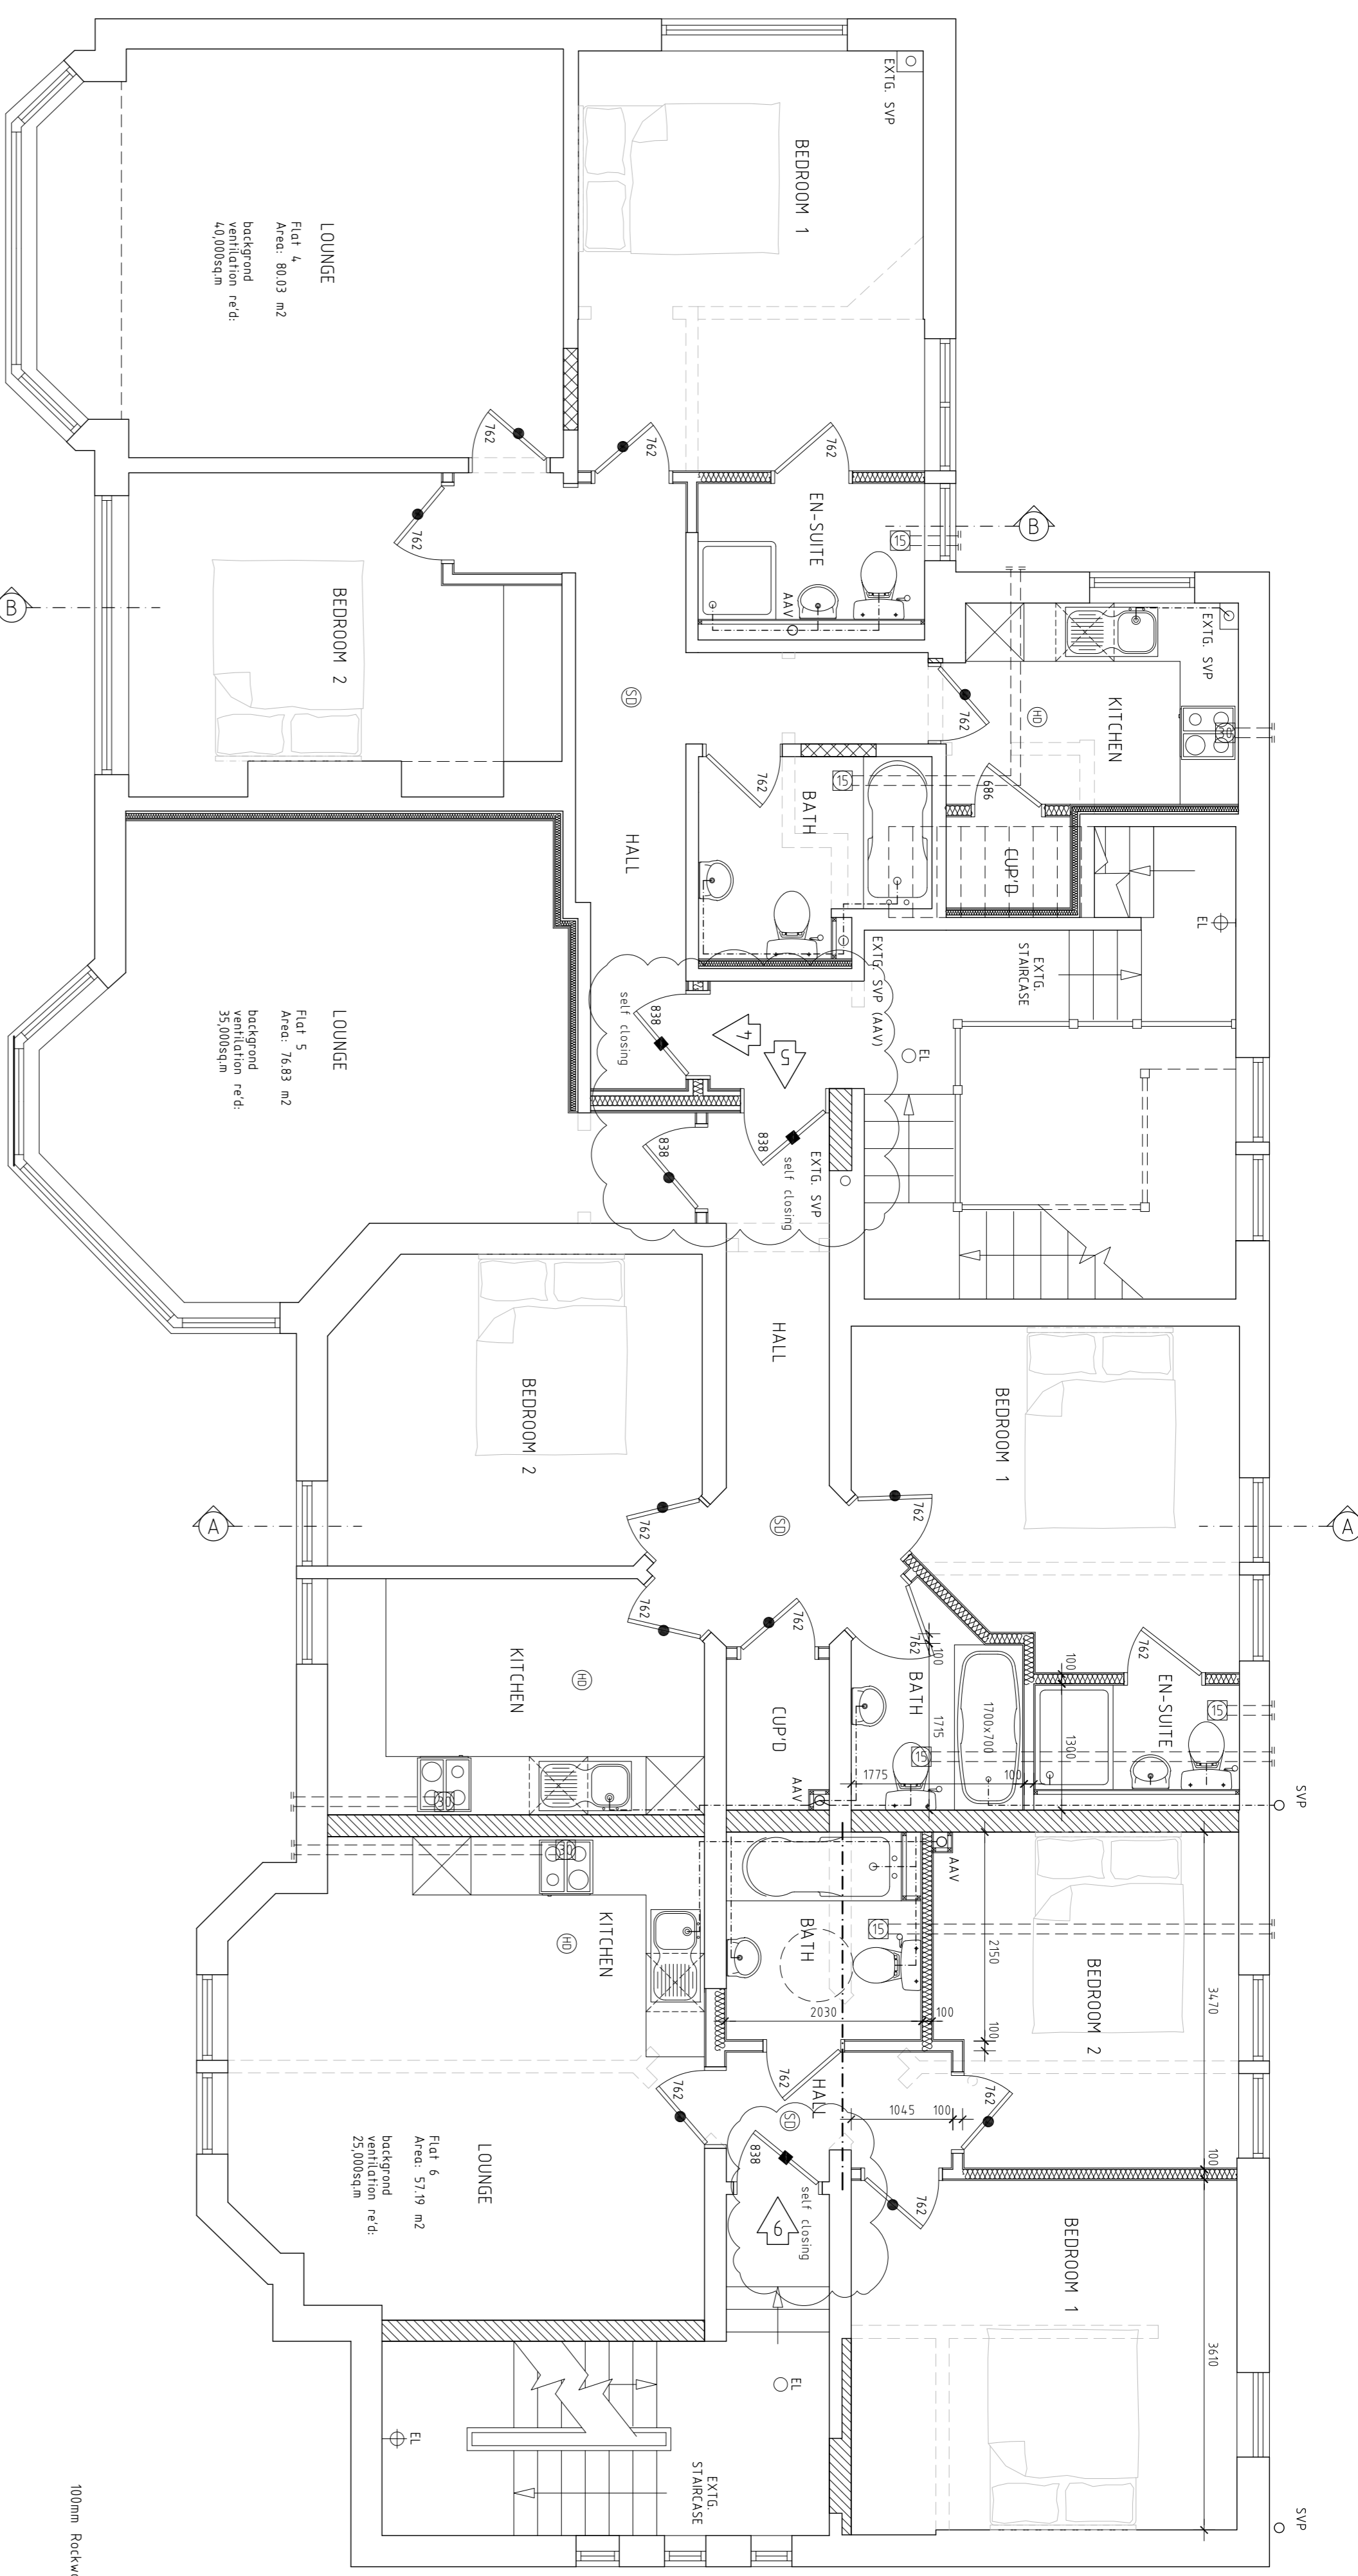 EXTG. SVP
BEDROOM 1
LOUNGE
Flat 4
Area: 80.03 m2
backgrond
ventilation re'd:
40,000sq.m
762
762
762
762
EN-SUITE
15
AAV
B
B
BEDROOM 2
EXTG. SVP
KITCHEN
HD
30
762
686
CUP'D
SD
HALL
762
15
BATH
EXTG. SVP (AAV)
EXTG.
STAIRCASE
EL
EL
838
self closing
4
5
LOUNGE
Flat 5
Area: 76.83 m2
backgrond
ventilation re'd:
35,000sq.m
838
838
self closing
EXTG. SVP
HALL
BEDROOM 1
BEDROOM 2
A
A
SD
762
762
762
762
762
762
100
BATH
1715
1700x700
15
1775
100
100
1300
EN-SUITE
15
SVP
KITCHEN
HD
30
CUP'D
AAV
30
KITCHEN
HD
BATH
15
AAV
2030
100
2150
100
BEDROOM 2
3470
100
762
762
HALL
SD
1045
100
762
762
838
self closing
6
LOUNGE
Flat 6
Area: 57.19 m2
backgrond
ventilation re'd:
25,000sq.m
BEDROOM 1
3610
EL
EL
EXTG.
STAIRCASE
SVP
100mm